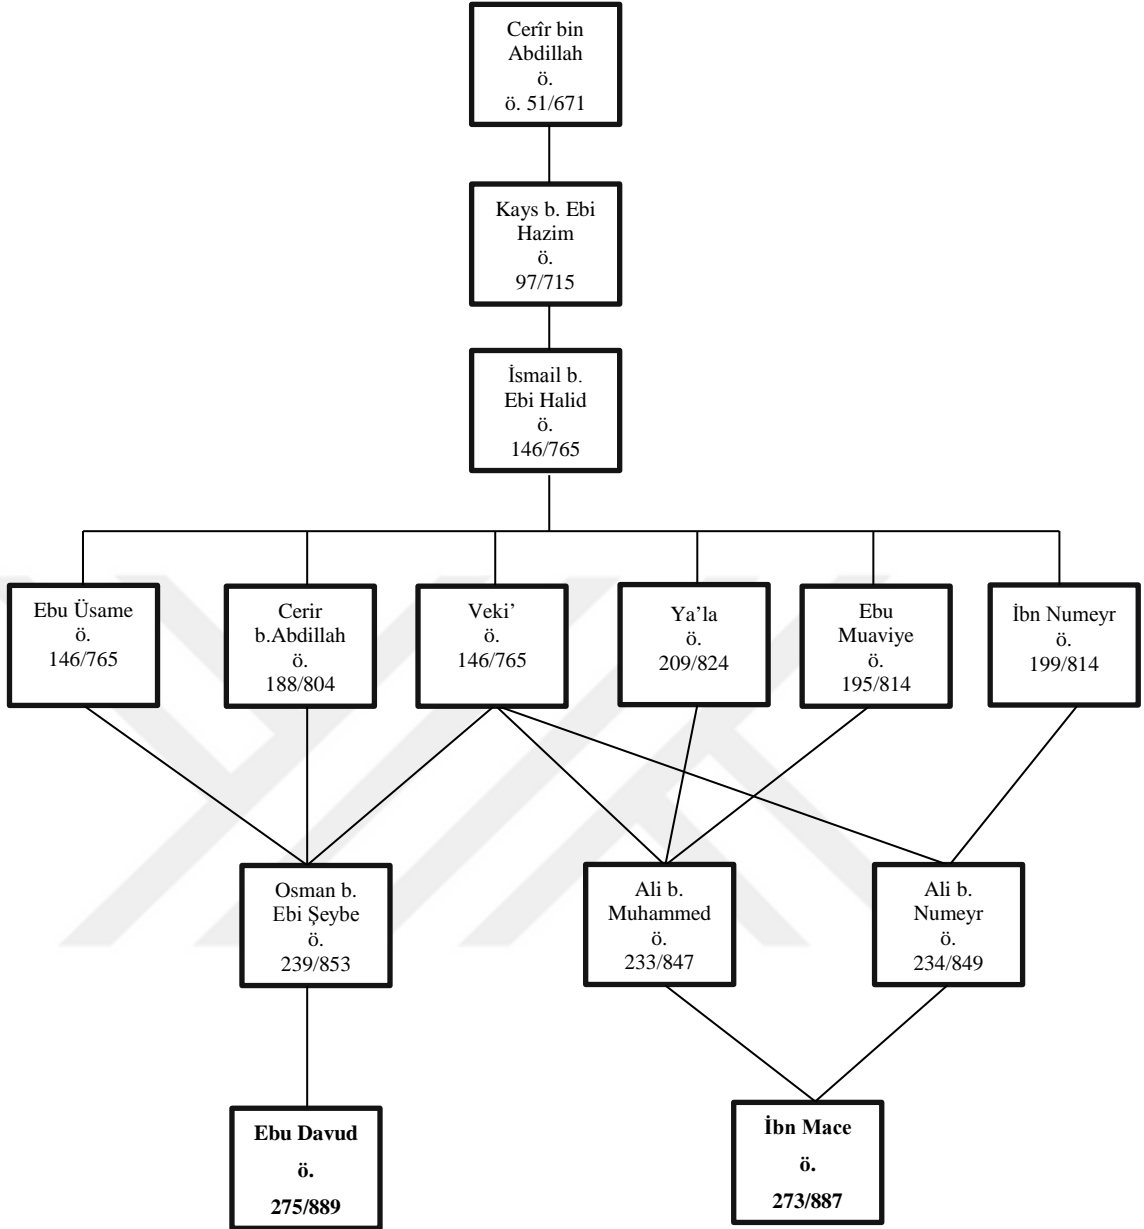 Cerîr bin
Abdillah
ö.
ö. 51/671
Kays b. Ebi
Hazim
ö.
97/715
İsmail b.
Ebi Halid
ö.
146/765
Ebu Üsame
ö.
146/765
Cerir
b.Abdillah
ö.
188/804
Veki’
ö.
146/765
Ya’la
ö.
209/824
Ebu
Muaviye
ö.
195/814
İbn Numeyr
ö.
199/814
Osman b.
Ebi Şeybe
ö.
239/853
Ali b.
Muhammed
ö.
233/847
Ali b.
Numeyr
ö.
234/849
Ebu Davud
ö.
275/889
İbn Mace
ö.
273/887